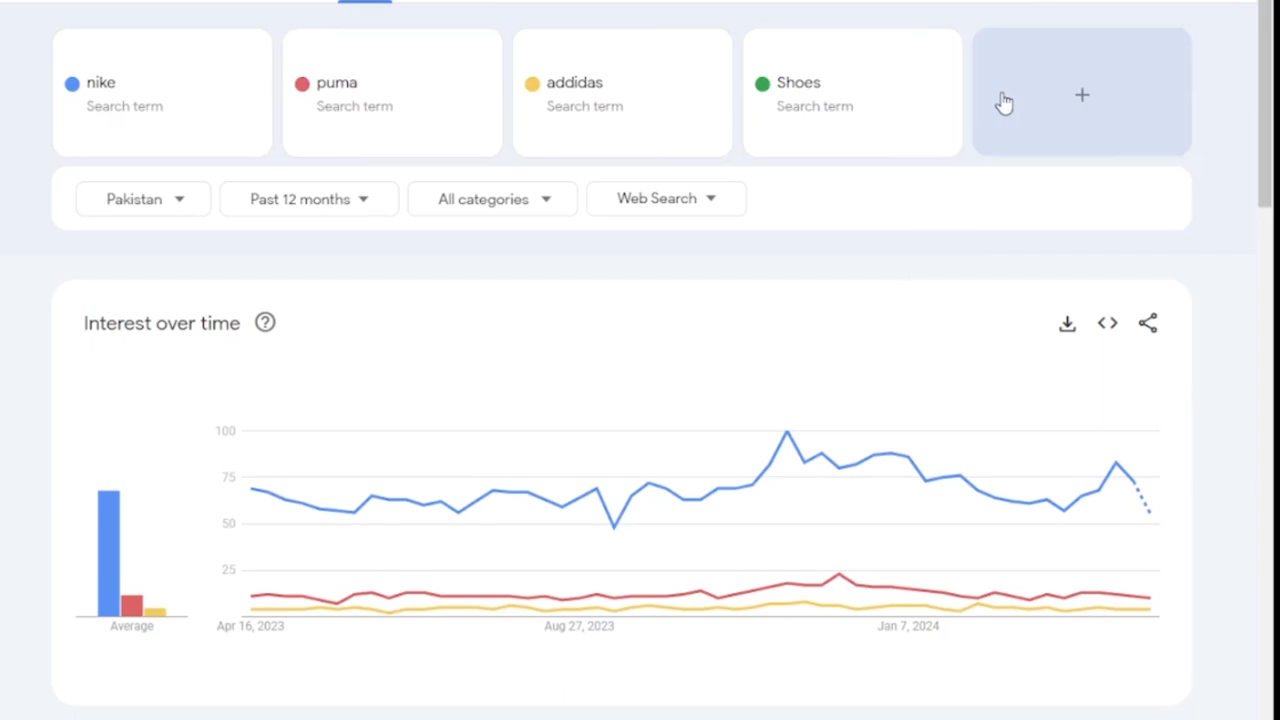 nike
Search term
puma
Search term
addidas
Search term
Shoes
Search term
+
Pakistan
Past 12 months
All categories
Web Search
Interest over time ?
100
75
50
25
Average
Apr 16, 2023
Aug 27, 2023
Jan 7, 2024